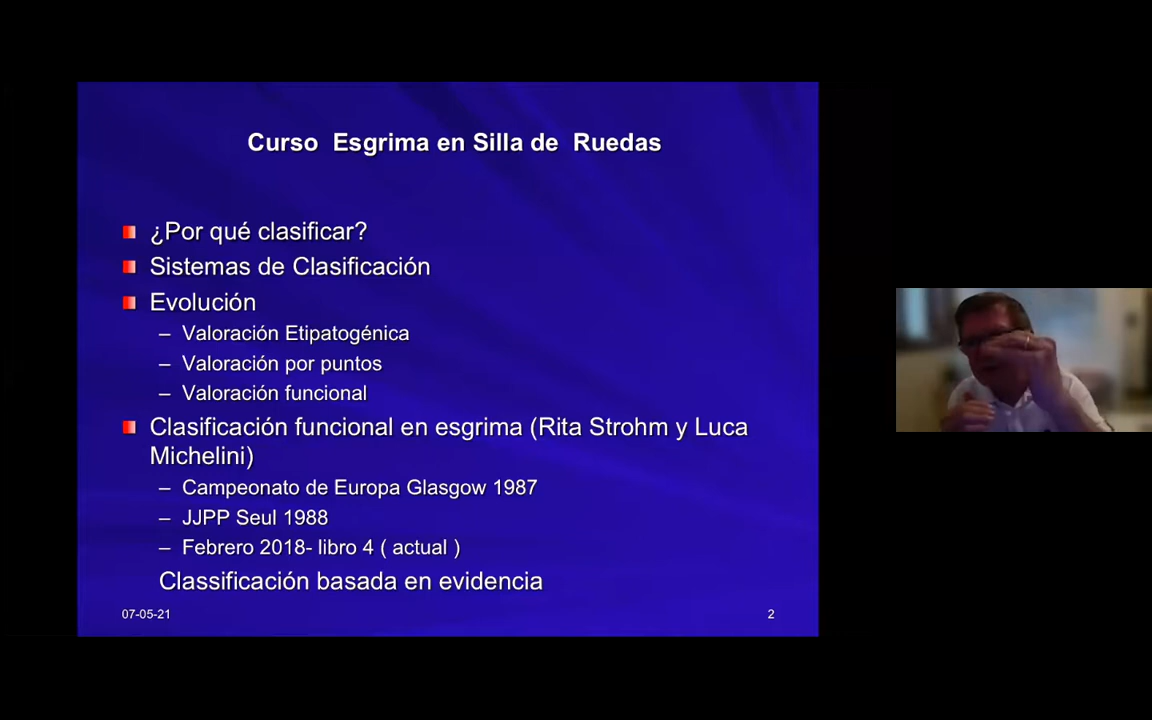 Curso Esgrima en Silla de Ruedas
¿Por qué clasificar?
Sistemas de Clasificación
Evolución
– Valoración Etipatogénica
– Valoración por puntos
– Valoración funcional
Clasificación funcional en esgrima (Rita Strohm y Luca
Michelini)
– Campeonato de Europa Glasgow 1987
– JJPP Seul 1988
– Febrero 2018- libro 4 ( actual )
Classificación basada en evidencia
07-05-21
2